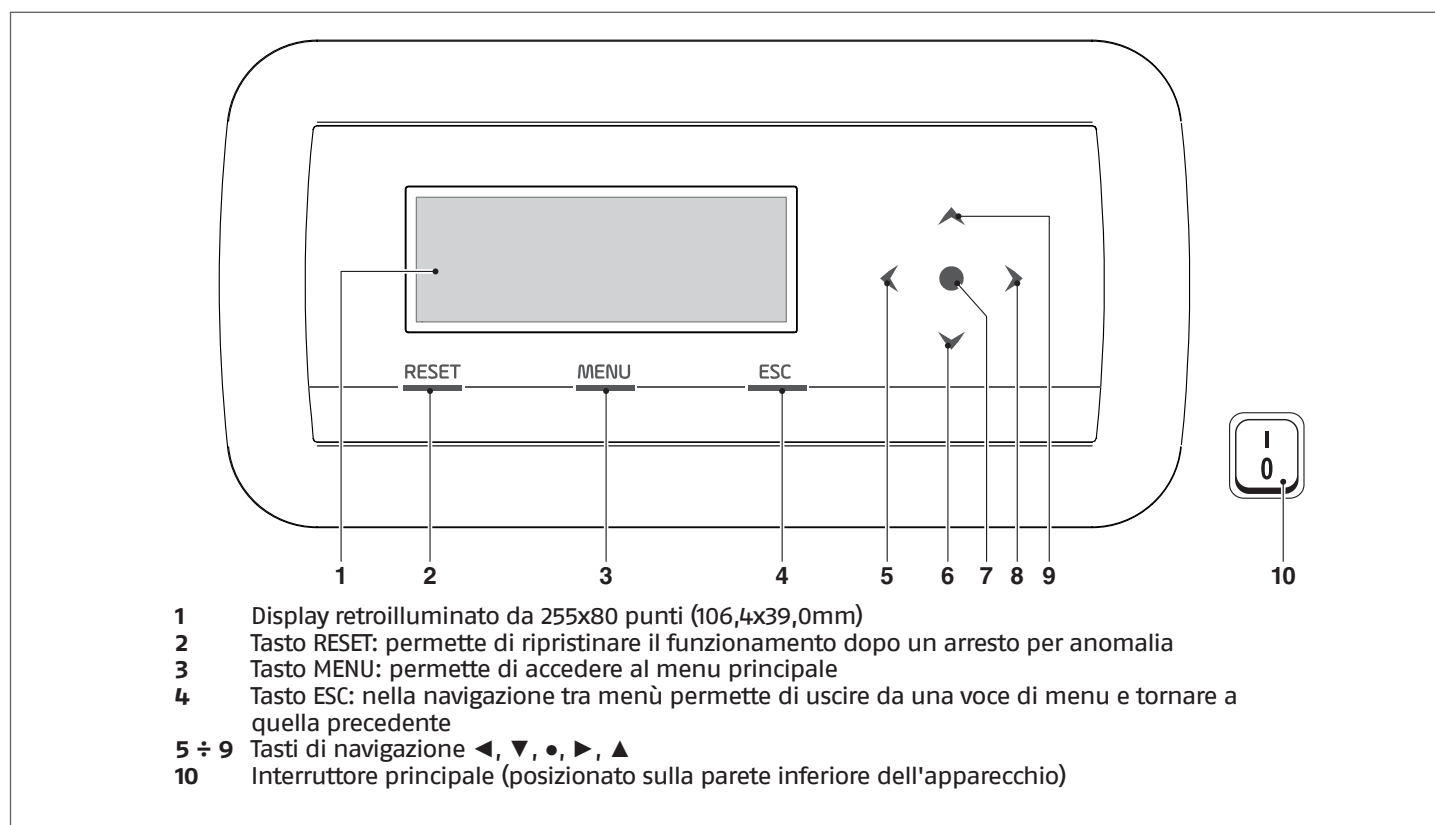 RESET MENU ESC
I
0
1 2 3 4 5 6 7 8 9 10
1 Display retroilluminato da 255x80 punti (106,4x39,0mm)
2 Tasto RESET: permette di ripristinare il funzionamento dopo un arresto per anomalia
3 Tasto MENU: permette di accedere al menu principale
4 Tasto ESC: nella navigazione tra menù permette di uscire da una voce di menu e tornare a
quella precedente
5 ÷ 9 Tasti di navigazione ◄, ▼, ●, ►, ▲
10 Interruttore principale (posizionato sulla parete inferiore dell'apparecchio)